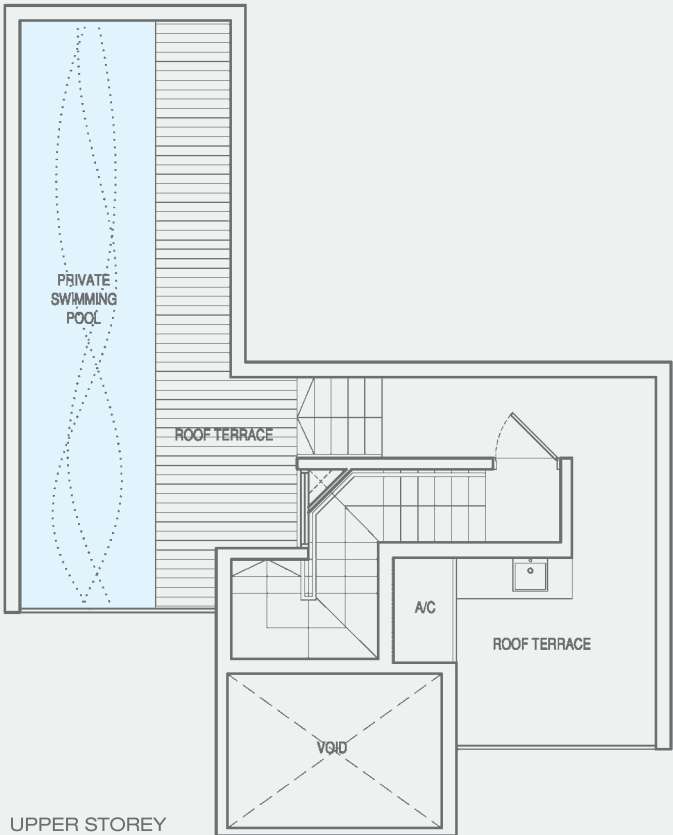 PRIVATE
SWIMMING
POOL
ROOF TERRACE
A/C
ROOF TERRACE
VOID
UPPER STOREY